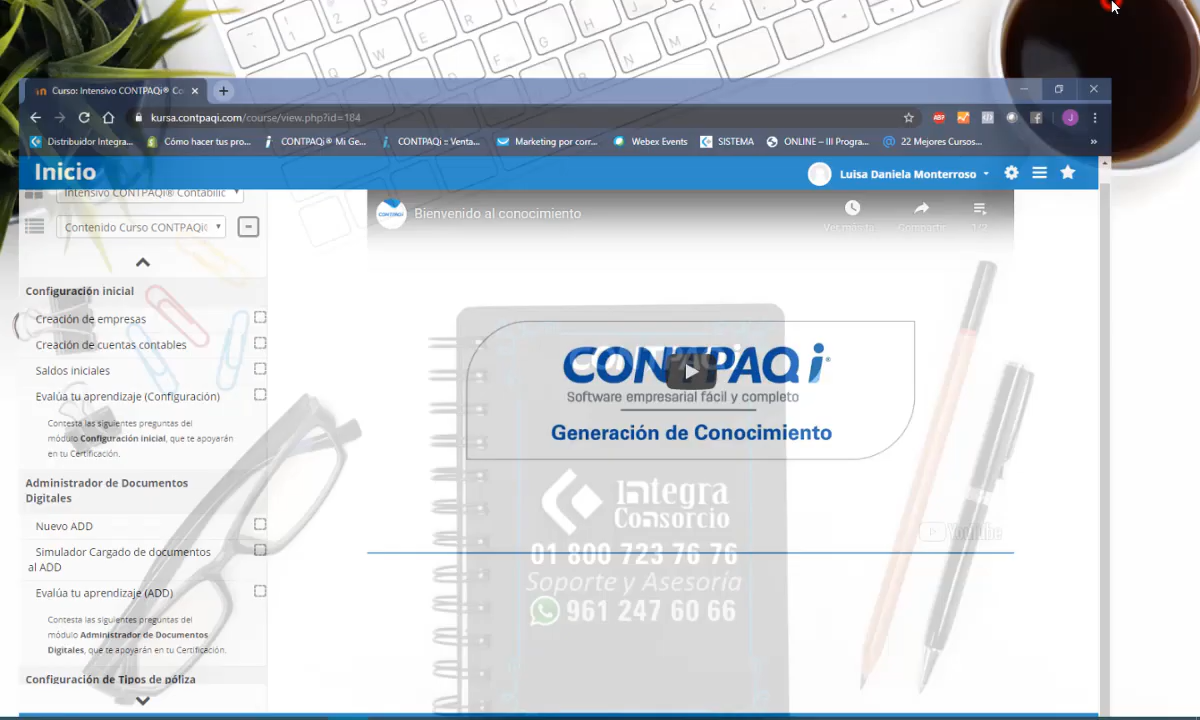 Curso: Intensivo CONTPAQi® Co
kursa.contpaqi.com/course/view.php?id=184
Distribuidor Integra...
Cómo hacer tus pro...
CONTPAQi® Mi Ge...
CONTPAQi :: Venta...
Marketing por corr...
Webex Events
SISTEMA
ONLINE – III Progra...
22 Mejores Cursos...
Inicio
Luisa Daniela Monterroso
Intensivo CONTPAQi® Contabilic
Contenido Curso CONTPAQi
Configuración inicial
Creación de empresas
Creación de cuentas contables
Saldos iniciales
Evalúa tu aprendizaje (Configuración)
Contesta las siguientes preguntas del
módulo Configuración inicial, que te apoyarán
en tu Certificación.
Administrador de Documentos
Digitales
Nuevo ADD
Simulador Cargado de documentos
al ADD
Evalúa tu aprendizaje (ADD)
Contesta las siguientes preguntas del
módulo Administrador de Documentos
Digitales, que te apoyarán en tu Certificación.
Configuración de Tipos de póliza
Bienvenido al conocimiento
Ver más ta...
Compartir
1/2
CONTPAQi®
Software empresarial fácil y completo
Generación de Conocimiento
Integra
Consorcio
01 800 723 76 76
Soporte y Asesoría
961 247 60 66
YouTube